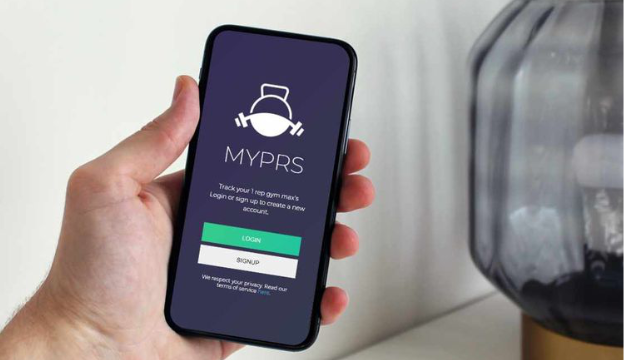 MYPRS
Track your 1 rep gym max's
Login or sign up to create a new
account.
LOGIN
SIGNUP
We respect your privacy. Read our
terms of service here.